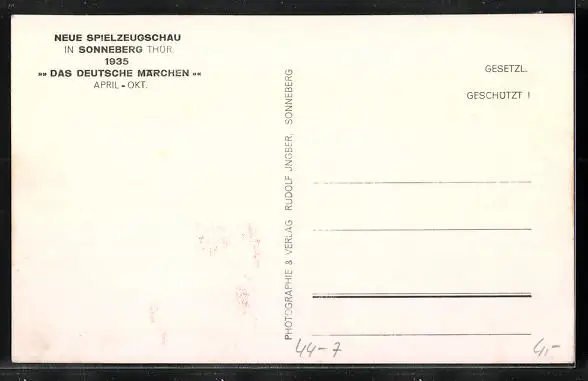 NEUE SPIELZEUGSCHAU
IN SONNEBERG THÜR.
1935
»» DAS DEUTSCHE MÄRCHEN ««
APRIL - OKT.
PHOTOGRAPHIE & VERLAG RUDOLF JNGBER, SONNEBERG
GESETZL.
GESCHÜTZT !
44-7
4,-